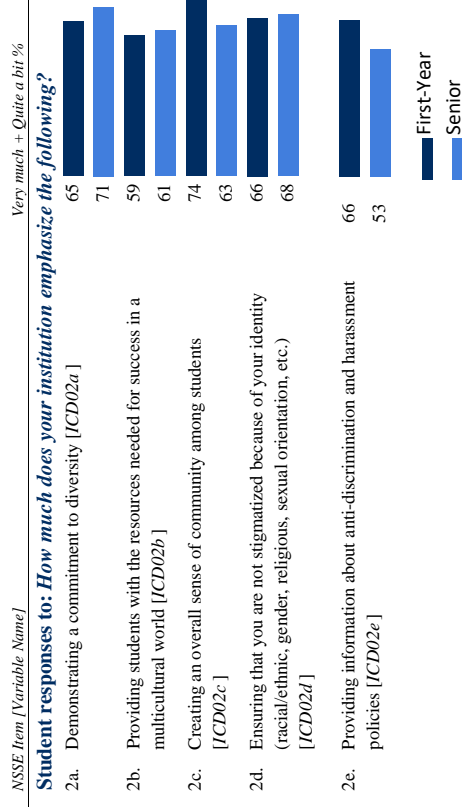 NSSE Item [Variable Name] Very much + Quite a bit %
Student responses to: How much does your institution emphasize the following?
2a. Demonstrating a commitment to diversity [ICD02a ] 65
71
2b. Providing students with the resources needed for success in a 59
multicultural world [ICD02b ] 61
2c. Creating an overall sense of community among students 74
[ICD02c ] 63
2d. Ensuring that you are not stigmatized because of your identity 66
(racial/ethnic, gender, religious, sexual orientation, etc.) 68
[ICD02d ]
2e. Providing information about anti-discrimination and harassment 66
policies [ICD02e ] 53
First-Year
Senior